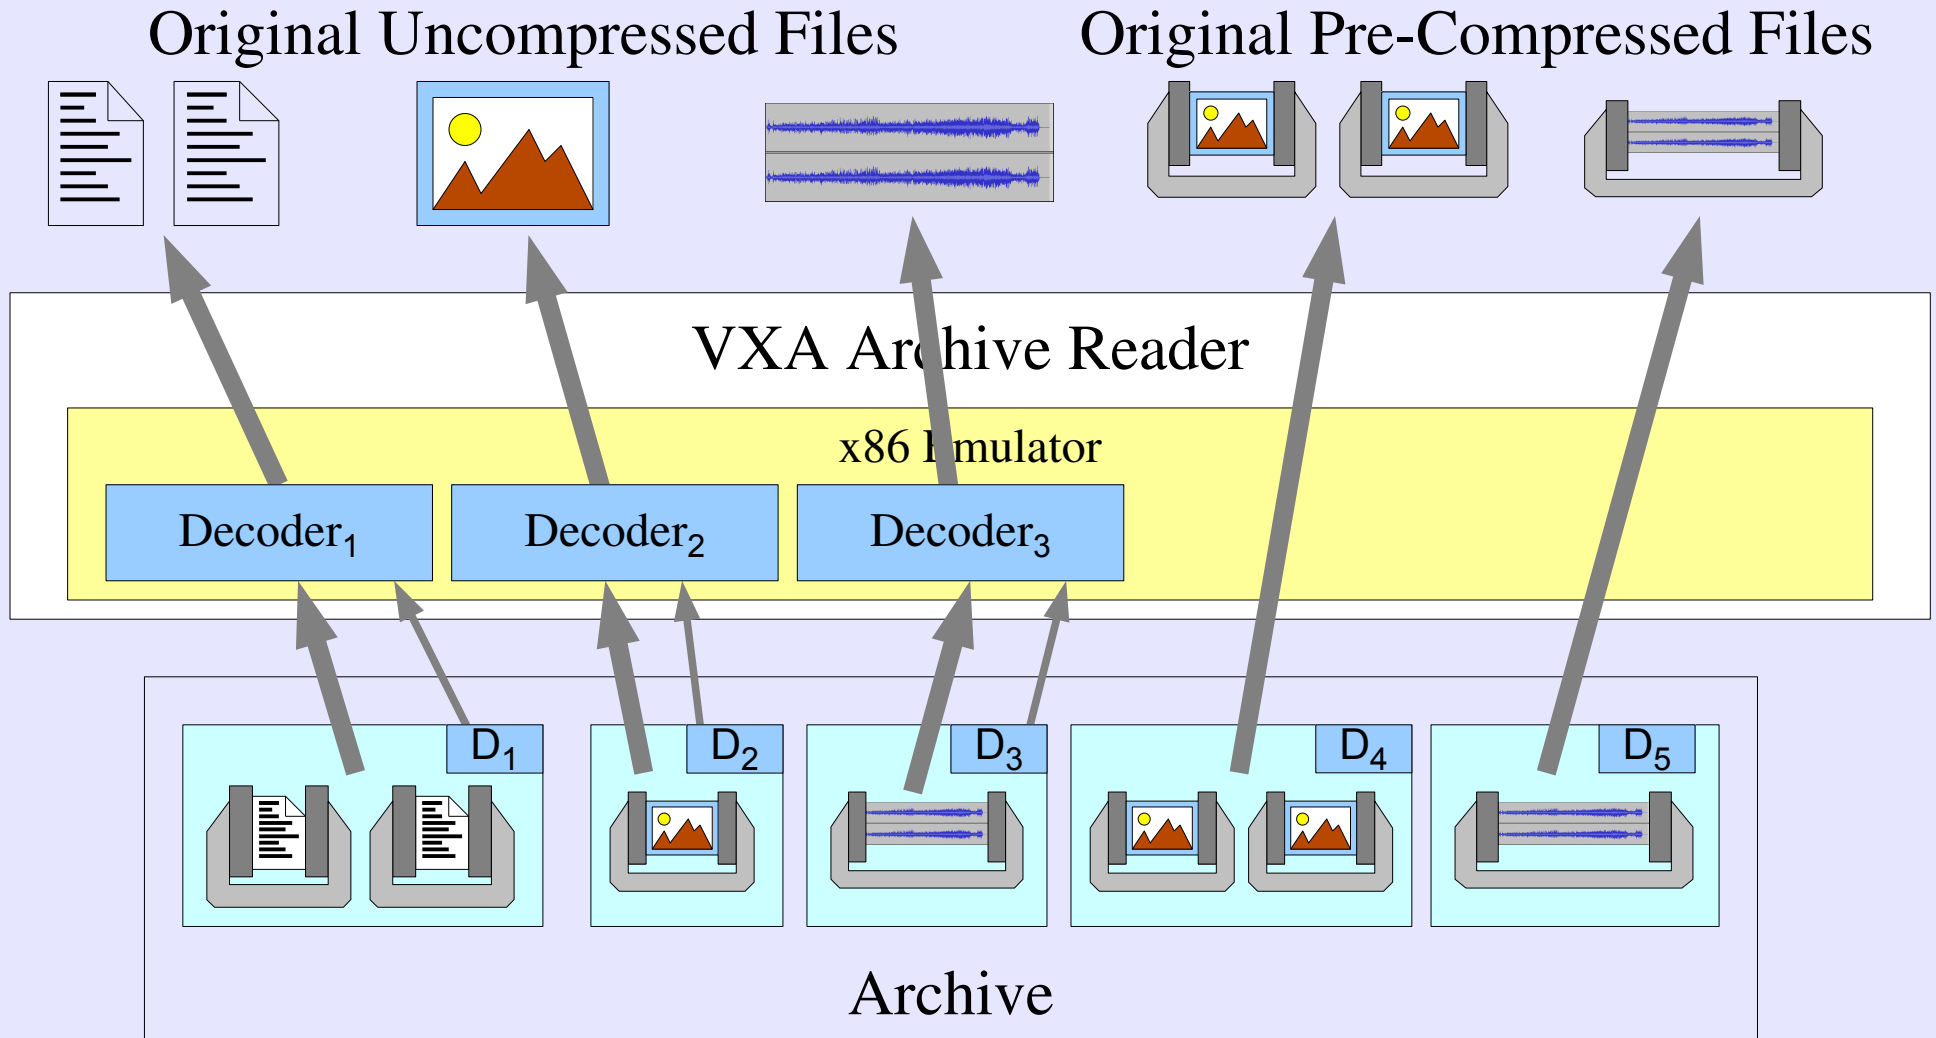 Original Uncompressed Files
Original Pre-Compressed Files
VXA Archive Reader
x86 Emulator
Decoder₁
Decoder₂
Decoder₃
D₁
D₂
D₃
D₄
D₅
Archive